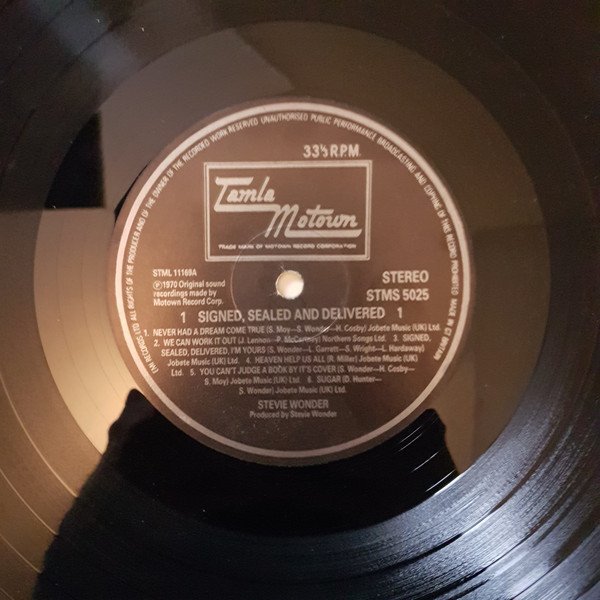 (RM RECORDS LTD ALL RIGHTS OF THE PRODUCER AND OF THE OWNER OF THE RECORDED WORK RESERVED UNAUTHORISED PUBLIC PERFORMANCE BROADCASTING AND COPYING OF THIS RECORD PROHIBITED MADE IN GT BRITAIN
33⅓ R.P.M.
Tamla
Motown
TRADE MARK OF MOTOWN RECORD CORPORATION
STML 11169A
Ⓟ1970 Original sound
recordings made by
Motown Record Corp.
STEREO
STMS 5025
1 SIGNED, SEALED AND DELIVERED 1
1. NEVER HAD A DREAM COME TRUE (S. Moy—S. Wonder—H. Cosby) Jobete Music (UK) Ltd.
2. WE CAN WORK IT OUT (J. Lennon—P. McCartney) Northern Songs Ltd. 3. SIGNED,
SEALED, DELIVERED, I'M YOURS (S. Wonder—L. Garrett—S. Wright—L. Hardaway)
Jobete Music (UK) Ltd. 4. HEAVEN HELP US ALL (R. Miller) Jobete Music (UK)
Ltd. 5. YOU CAN'T JUDGE A BOOK BY IT'S COVER (S. Wonder—H. Cosby—
S. Moy) Jobete Music (UK) Ltd. 6. SUGAR (D. Hunter—
S. Wonder) Jobete Music (UK) Ltd.
STEVIE WONDER
Produced by Stevie Wonder